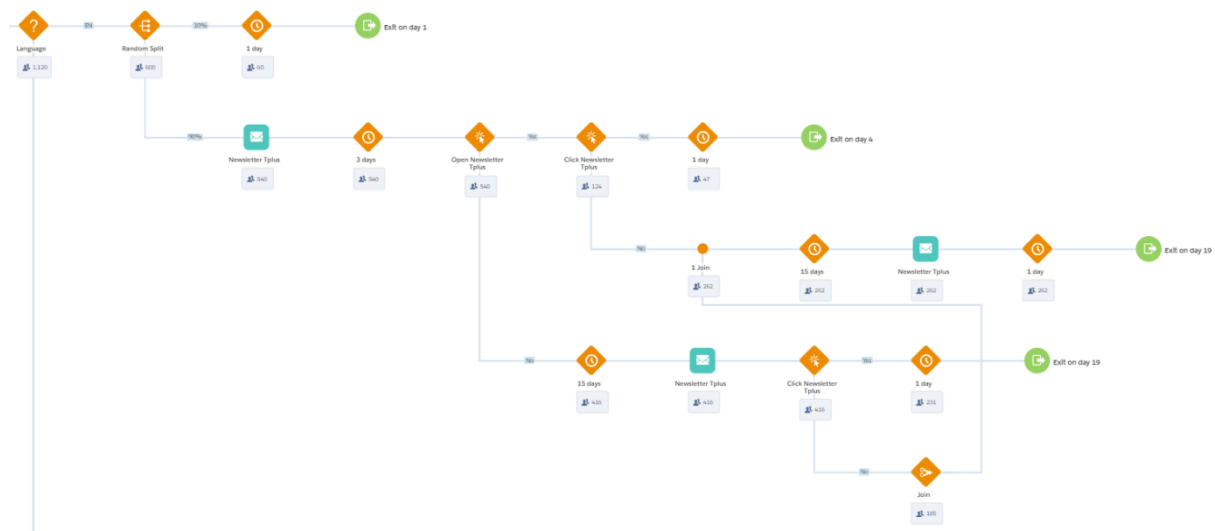 EN
10%
Exit on day 1
Language
Random Split
1 day
1,120
600
60
90%
Yes
Yes
Exit on day 4
Newsletter Tplus
3 days
Open Newsletter
Tplus
Click Newsletter
Tplus
1 day
540
540
540
124
47
No
Exit on day 19
1 Join
15 days
Newsletter Tplus
1 day
262
262
262
262
No
Yes
Exit on day 19
15 days
Newsletter Tplus
Click Newsletter
Tplus
1 day
416
416
416
231
No
Join
185